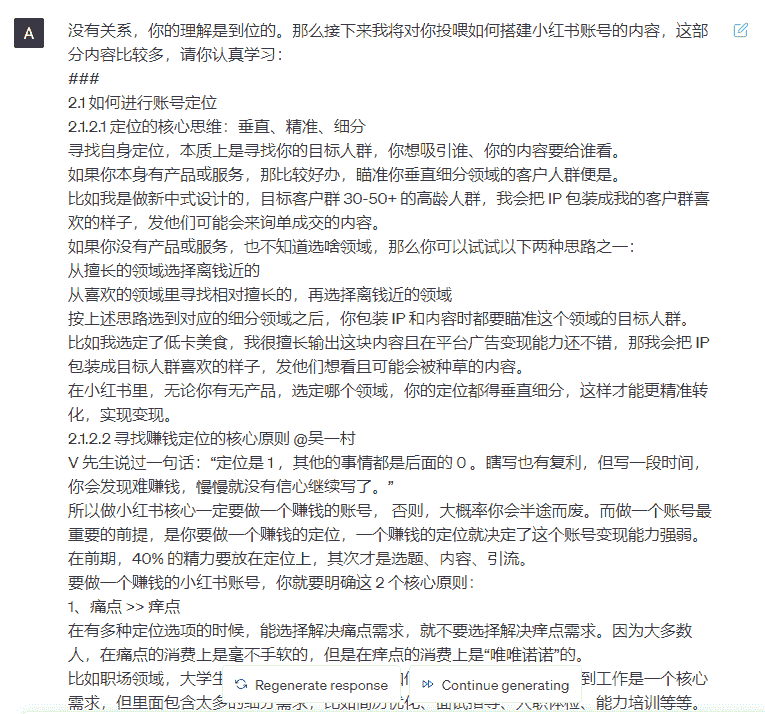 A
没有关系，你的理解是到位的。那么接下来我将对你投喂如何搭建小红书账号的内容，这部
分内容比较多，请你认真学习：
###
2.1 如何进行账号定位
2.1.2.1 定位的核心思维：垂直、精准、细分
寻找自身定位，本质上是寻找你的目标人群，你想吸引谁、你的内容要给谁看。
如果你本身有产品或服务，那比较好办，瞄准你垂直细分领域的客户人群便是。
比如我是做新中式设计的，目标客户群 30-50+ 的高龄人群，我会把 IP 包装成我的客户群喜
欢的样子，发他们可能会来询单成交的内容。
如果你没有产品或服务，也不知道选啥领域，那么你可以试试以下两种思路之一：
从擅长的领域选择离钱近的
从喜欢的领域里寻找相对擅长的，再选择离钱近的领域
按上述思路选到对应的细分领域之后，你包装 IP 和内容时都要瞄准这个领域的目标人群。
比如我选定了低卡美食，我很擅长输出这块内容且在平台广告变现能力还不错，那我会把 IP
包装成目标人群喜欢的样子，发他们想看且可能会被种草的内容。
在小红书里，无论你有无产品，选定哪个领域，你的定位都得垂直细分，这样才能更精准转
化，实现变现。
2.1.2.2 寻找赚钱定位的核心原则 @吴一村
V 先生说过一句话：“定位是 1 ，其他的事情都是后面的 0 。瞎写也有复利，但写一段时间，
你会发现难赚钱，慢慢就没有信心继续写了。”
所以做小红书核心一定要做一个赚钱的账号， 否则，大概率你会半途而废。而做一个账号最
重要的前提，是你要做一个赚钱的定位，一个赚钱的定位就决定了这个账号变现能力强弱。
在前期，40% 的精力要放在定位上，其次才是选题、内容、引流。
要做一个赚钱的小红书账号，你就要明确这 2 个核心原则：
1、痛点 >> 痒点
在有多种定位选项的时候，能选择解决痛点需求，就不要选择解决痒点需求。因为大多数
人，在痛点的消费上是毫不手软的，但是在痒点的消费上是“唯唯诺诺”的。
比如职场领域，大学生 到工作是一个核心
Regenerate response Continue generating
需求，但里面包含太多的细分需求，比如简历优化、面试指导、入职体检、能力培训等等。